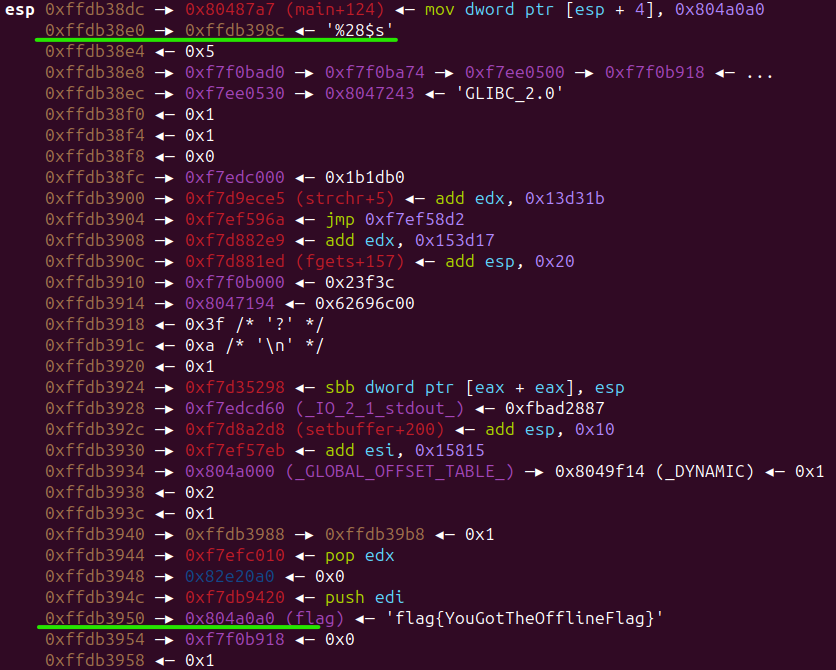 esp 0xffdb38dc —▸ 0x80487a7 (main+124) ◂— mov dword ptr [esp + 4], 0x804a0a0
0xffdb38e0 —▸ 0xffdb398c ◂— '%28$s'
0xffdb38e4 ◂— 0x5
0xffdb38e8 —▸ 0xf7f0bad0 —▸ 0xf7f0ba74 —▸ 0xf7ee0500 —▸ 0xf7f0b918 ◂— ...
0xffdb38ec —▸ 0xf7ee0530 —▸ 0x8047243 ◂— 'GLIBC_2.0'
0xffdb38f0 ◂— 0x1
0xffdb38f4 ◂— 0x1
0xffdb38f8 ◂— 0x0
0xffdb38fc —▸ 0xf7edc000 ◂— 0x1b1db0
0xffdb3900 —▸ 0xf7d9ece5 (strchr+5) ◂— add edx, 0x13d31b
0xffdb3904 —▸ 0xf7ef596a ◂— jmp 0xf7ef58d2
0xffdb3908 —▸ 0xf7d882e9 ◂— add edx, 0x153d17
0xffdb390c —▸ 0xf7d881ed (fgets+157) ◂— add esp, 0x20
0xffdb3910 —▸ 0xf7f0b000 ◂— 0x23f3c
0xffdb3914 —▸ 0x8047194 ◂— 0x62696c00
0xffdb3918 ◂— 0x3f /* '?' */
0xffdb391c ◂— 0xa /* '\n' */
0xffdb3920 ◂— 0x1
0xffdb3924 —▸ 0xf7d35298 ◂— sbb dword ptr [eax + eax], esp
0xffdb3928 —▸ 0xf7edcd60 (_IO_2_1_stdout_) ◂— 0xfbad2887
0xffdb392c —▸ 0xf7d8a2d8 (setbuffer+200) ◂— add esp, 0x10
0xffdb3930 —▸ 0xf7ef57eb ◂— add esi, 0x15815
0xffdb3934 —▸ 0x804a000 (_GLOBAL_OFFSET_TABLE_) —▸ 0x8049f14 (_DYNAMIC) ◂— 0x1
0xffdb3938 ◂— 0x2
0xffdb393c ◂— 0x1
0xffdb3940 —▸ 0xffdb3988 —▸ 0xffdb39b8 ◂— 0x1
0xffdb3944 —▸ 0xf7efc010 ◂— pop edx
0xffdb3948 —▸ 0x82e20a0 ◂— 0x0
0xffdb394c —▸ 0xf7db9420 ◂— push edi
0xffdb3950 —▸ 0x804a0a0 (flag) ◂— 'flag{YouGotTheOfflineFlag}'
0xffdb3954 —▸ 0xf7f0b918 ◂— 0x0
0xffdb3958 ◂— 0x1